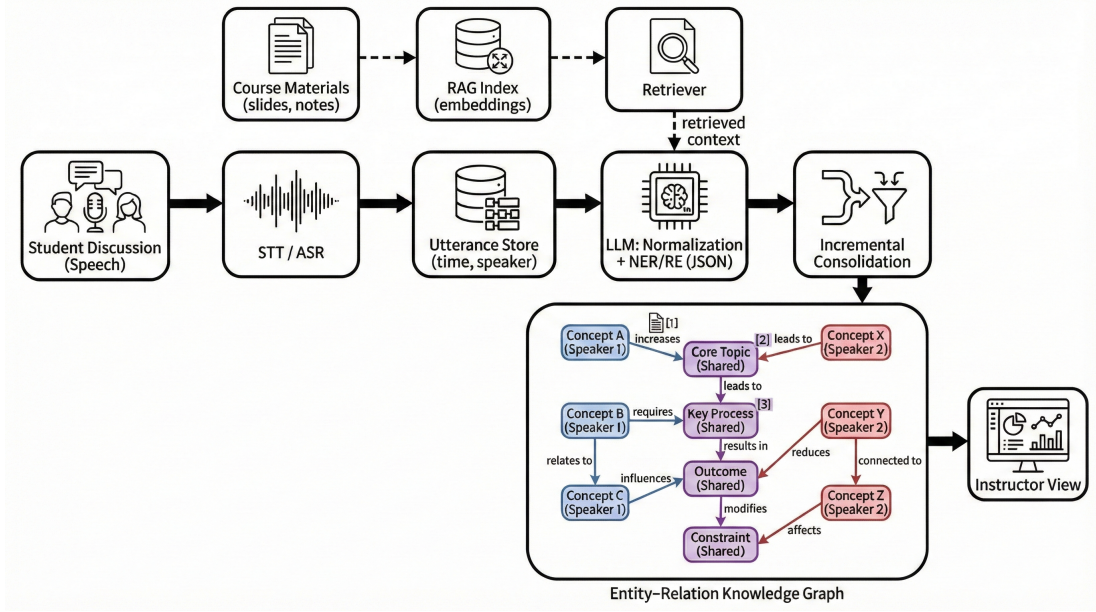 Course Materials
(slides, notes)
RAG Index
(embeddings)
Retriever
retrieved
context
Student Discussion
(Speech)
STT / ASR
Utterance Store
(time, speaker)
LLM: Normalization
+ NER/RE (JSON)
Incremental
Consolidation
[1]
Concept A
(Speaker 1)
increases
Core Topic
(Shared)
[2]
leads to
Concept X
(Speaker 2)
leads to
Concept B
(Speaker 1)
requires
Key Process
(Shared)
[3]
Concept Y
(Speaker 2)
relates to
results in
reduces
connected to
Concept C
(Speaker 1)
influences
Outcome
(Shared)
Concept Z
(Speaker 2)
modifies
affects
Constraint
(Shared)
Instructor View
Entity–Relation Knowledge Graph